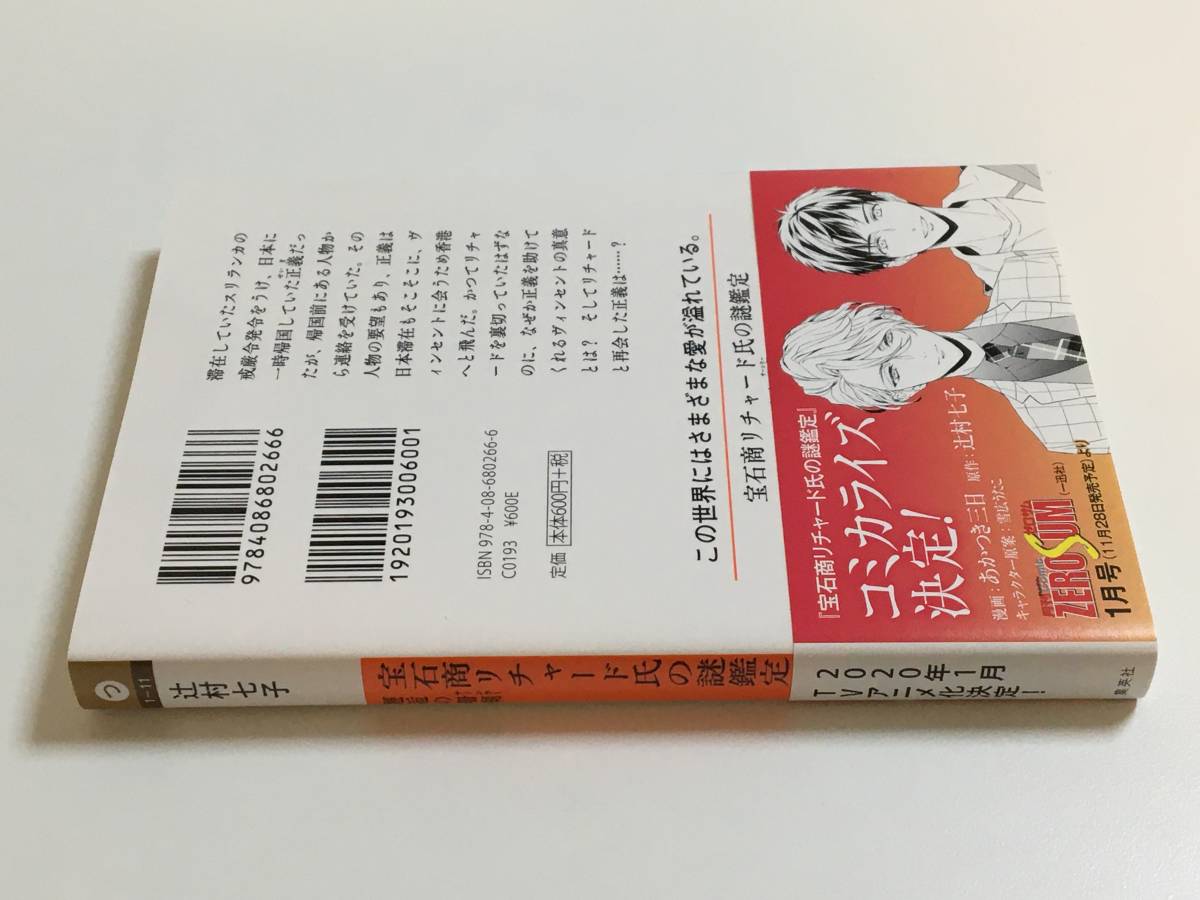 滞在していたスリランカの
戒厳令発令をうけ、日本に
一時帰国していた正義だっ
たが、帰国前にある人物か
ら連絡を受けていた。その
人物の要望もあり、正義は
日本滞在もそこそこに、ヴ
ィンセントに会うため香港
へと飛んだ。かつてリチャ
ードを裏切っていたはずな
のに、なぜか正義を助けて
くれるヴィンセントの真意
とは? そしてリチャード
と再会した正義は……?
9784086802666
1920193006001
ISBN 978-4-08-680266-6
C0193 ¥600E
定価 本体600円+税
この世界にはさまざまな愛が溢れている。
宝石商リチャード氏の謎鑑定
『宝石商リチャード氏の謎鑑定』
コミカライズ
決定!
漫画:あかつき三日 原作:辻村七子
キャラクター原案:雪広うたこ
ゼロサム
ZEROSUM (一迅社)
1月号(11月28日発売予定)より
つ
1-11
辻村七子
宝石商リチャード氏の謎鑑定
2020年1月
TVアニメ化決定!
集英社